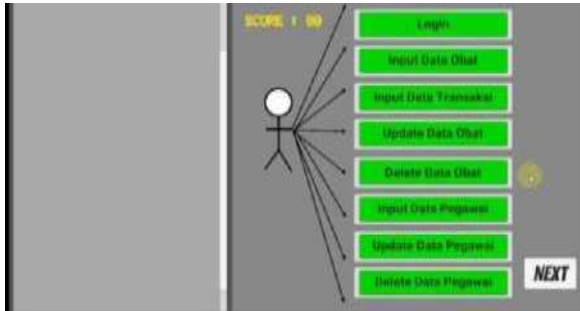 SCORE : 90
Login
Input Data Obat
Input Data Transaksi
Update Data Obat
Delete Data Obat
Input Data Pegawai
Update Data Pegawai
Delete Data Pegawai
NEXT